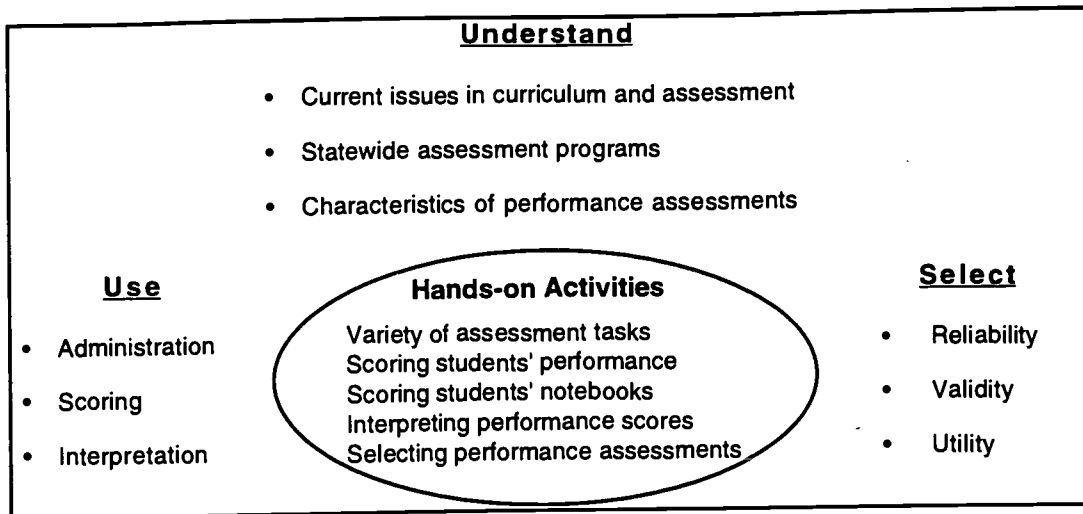 Understand
• Current issues in curriculum and assessment
• Statewide assessment programs
• Characteristics of performance assessments
Use
• Administration
• Scoring
• Interpretation
Hands-on Activities
Variety of assessment tasks
Scoring students' performance
Scoring students' notebooks
Interpreting performance scores
Selecting performance assessments
Select
• Reliability
• Validity
• Utility